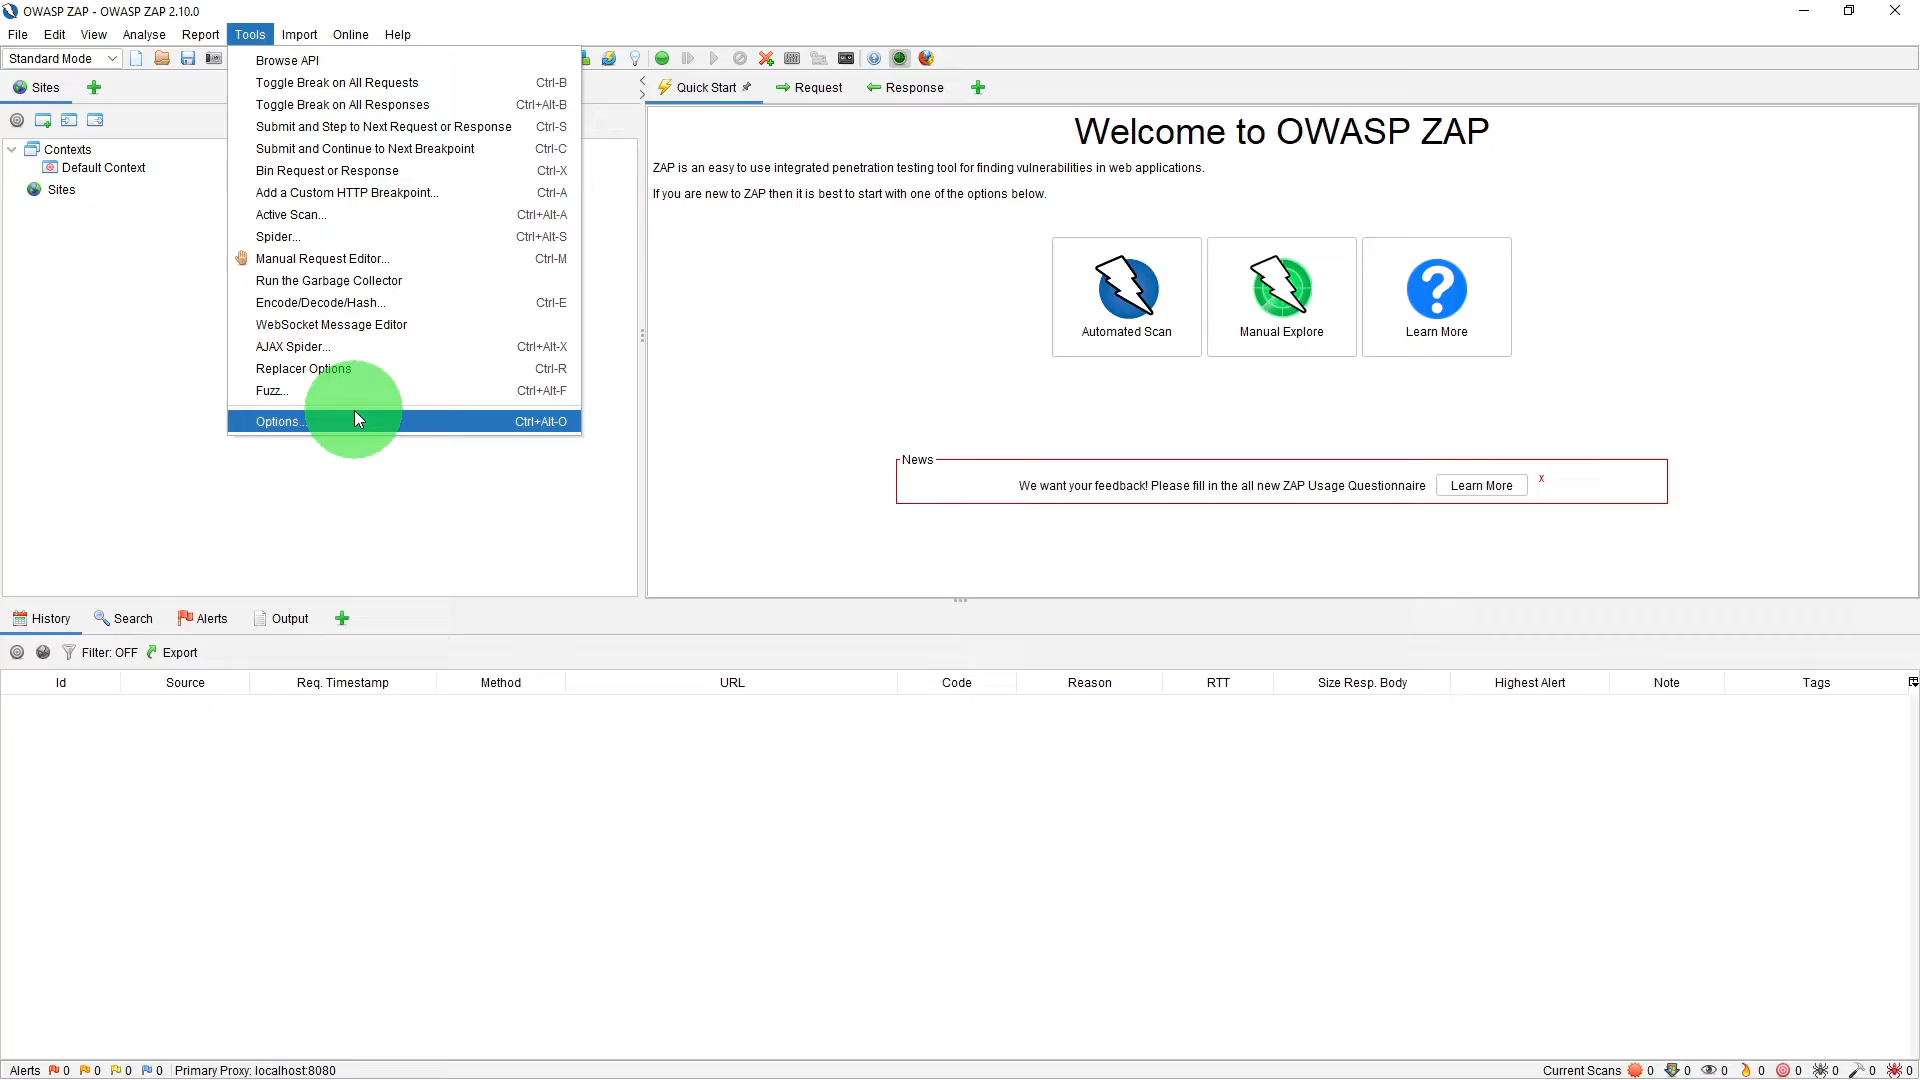 OWASP ZAP - OWASP ZAP 2.10.0
File Edit View Analyse Report Tools Import Online Help
Standard Mode
Sites
Contexts
Default Context
Sites
Browse API
Toggle Break on All Requests Ctrl-B
Toggle Break on All Responses Ctrl+Alt-B
Submit and Step to Next Request or Response Ctrl-S
Submit and Continue to Next Breakpoint Ctrl-C
Bin Request or Response Ctrl-X
Add a Custom HTTP Breakpoint... Ctrl-A
Active Scan... Ctrl+Alt-A
Spider... Ctrl+Alt-S
Manual Request Editor... Ctrl-M
Run the Garbage Collector
Encode/Decode/Hash... Ctrl-E
WebSocket Message Editor
AJAX Spider... Ctrl+Alt-X
Replacer Options Ctrl-R
Fuzz... Ctrl+Alt-F
Options... Ctrl+Alt-O
Quick Start Request Response
Welcome to OWASP ZAP
ZAP is an easy to use integrated penetration testing tool for finding vulnerabilities in web applications.
If you are new to ZAP then it is best to start with one of the options below.
Automated Scan Manual Explore Learn More
News
We want your feedback! Please fill in the all new ZAP Usage Questionnaire Learn More x
History Search Alerts Output
Filter: OFF Export
Id Source Req. Timestamp Method URL Code Reason RTT Size Resp. Body Highest Alert Note Tags
Alerts 0 0 0 0 Primary Proxy: localhost:8080 Current Scans 0 0 0 0 0 0 0 0